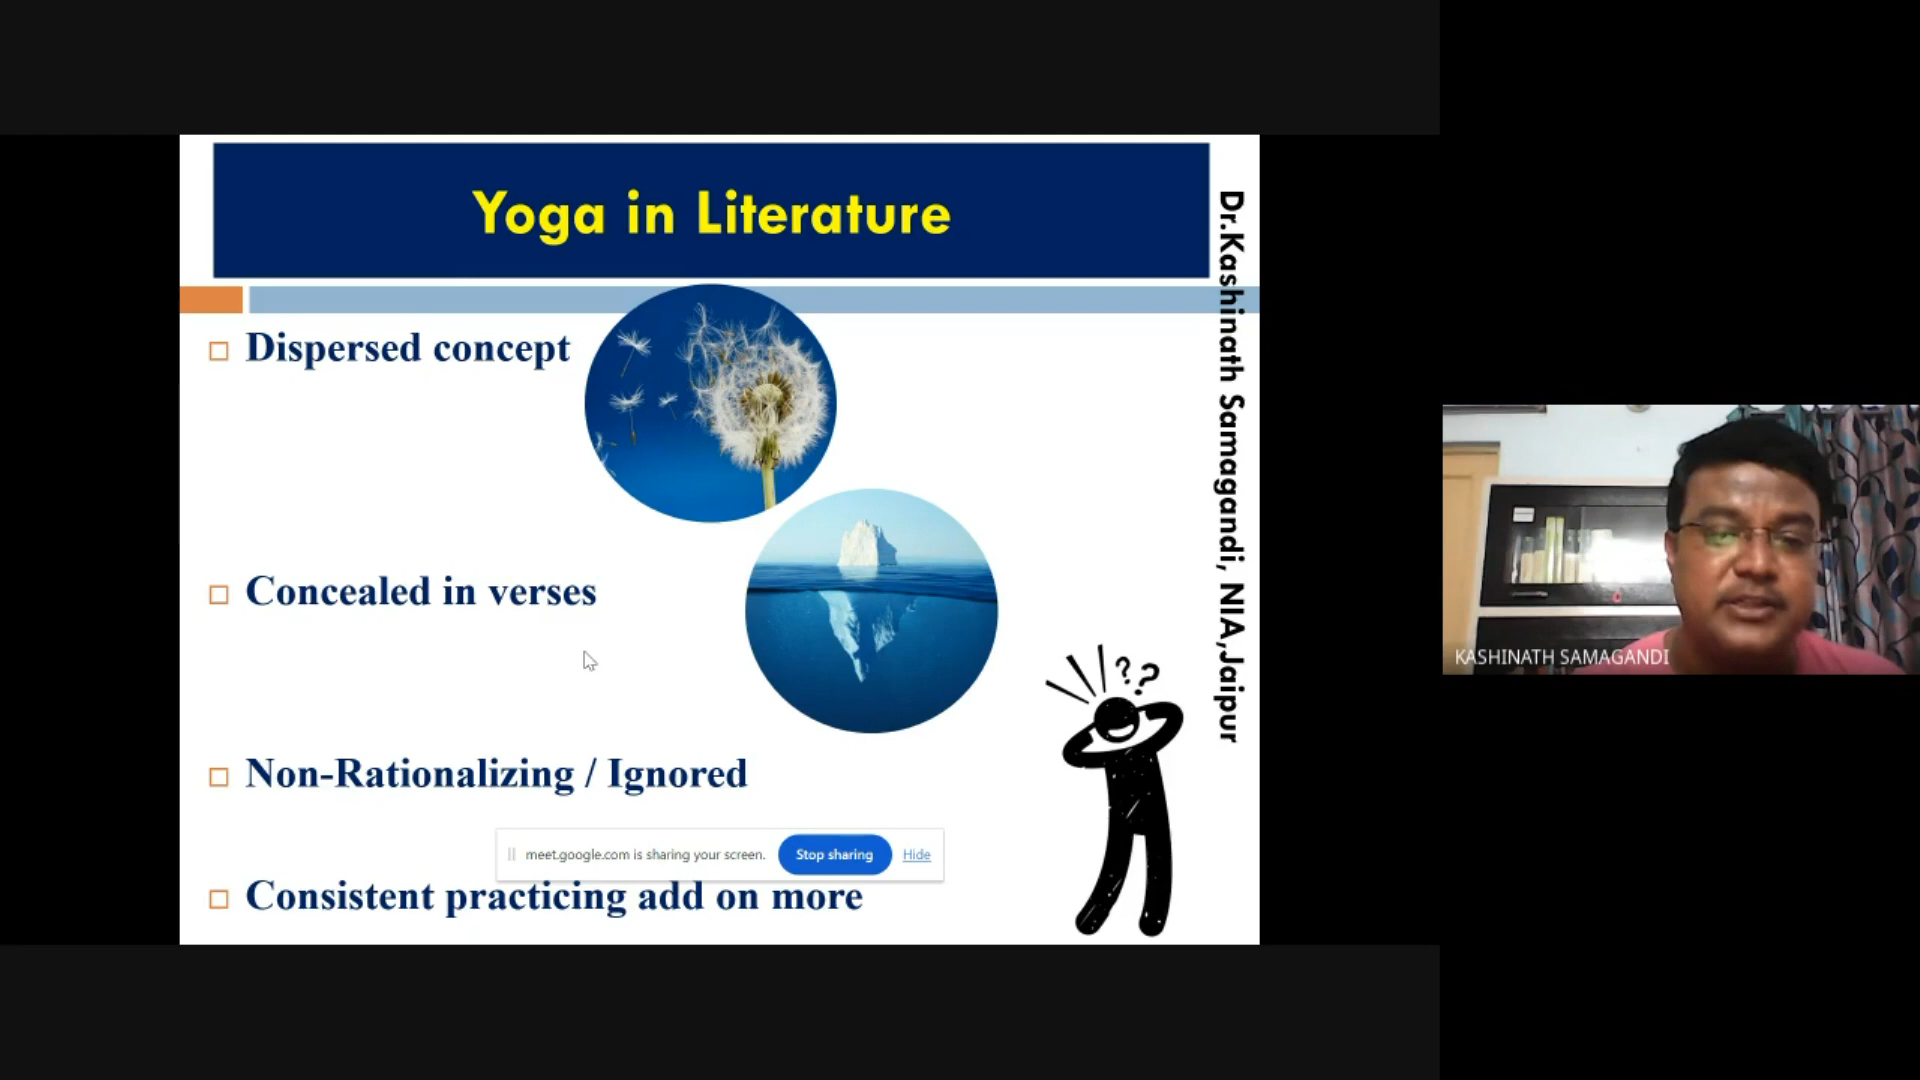 Yoga in Literature
Dispersed concept
Concealed in verses
Non-Rationalizing / Ignored
meet.google.com is sharing your screen. Stop sharing Hide
Consistent practicing add on more
??
Dr.Kashinath Samagandi, NIA,Jaipur
KASHINATH SAMAGANDI